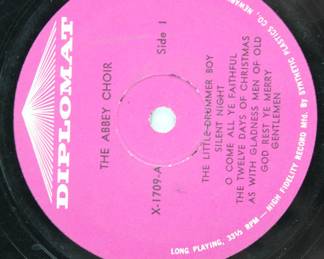 DIPLOMAT
THE ABBEY CHOIR
Side 1
X-1709-A
THE LITTLE DRUMMER BOY
SILENT NIGHT
O COME ALL YE FAITHFUL
THE TWELVE DAYS OF CHRISTMAS
AS WITH GLADNESS MEN OF OLD
GOD REST YE MERRY
GENTLEMEN
LONG PLAYING, 33⅓ RPM — HIGH FIDELITY RECORD Mfd. BY SYNTHETIC PLASTICS CO., NEWARK